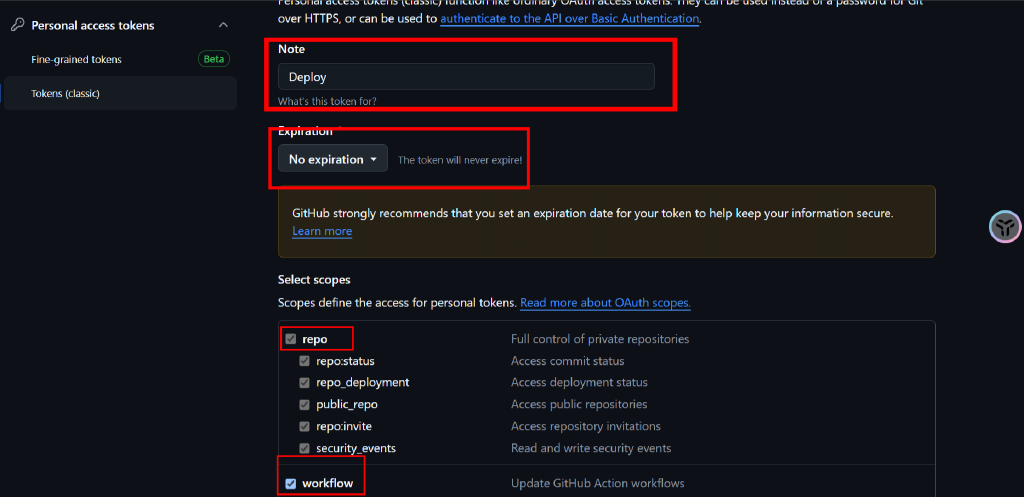 Personal access tokens (classic) function like ordinary OAuth access tokens. They can be used instead of a password for Git
over HTTPS, or can be used to authenticate to the API over Basic Authentication.
Personal access tokens
Fine-grained tokens Beta
Tokens (classic)
Note
Deploy
What's this token for?
Expiration
No expiration The token will never expire!
GitHub strongly recommends that you set an expiration date for your token to help keep your information secure.
Learn more
Select scopes
Scopes define the access for personal tokens. Read more about OAuth scopes.
repo Full control of private repositories
repo:status Access commit status
repo_deployment Access deployment status
public_repo Access public repositories
repo:invite Access repository invitations
security_events Read and write security events
workflow Update GitHub Action workflows